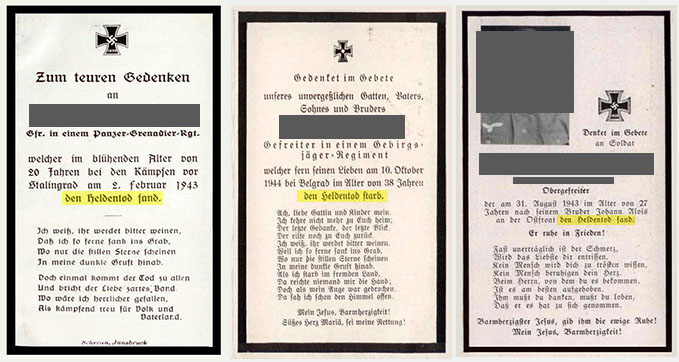 Zum teuren Gedenken
an
Gfr. in einem Panzer-Grenadier-Rgt.
welcher im blühenden Alter von
20 Jahren bei den Kämpfen vor
Stalingrad am 2. Februar 1943
den Heldentod fand.
Ich weiß, ihr werdet bitter weinen,
Daß ich so ferne sank ins Grab,
Wo nur die stillen Sterne scheinen
In meine dunkle Gruft hinab.
Doch einmal kommet der Tod zu allen
Und bricht der Liebe zartes Band.
Wo wäre ich herrlicher gefallen,
Als kämpfend treu für Volk und
Vaterland.
Scherun, Innsbruck
Gedenket im Gebete
unseres unvergeßlichen Gatten, Vaters,
Sohnes und Bruders
Gefreiter in einem Gebirgs-
jäger-Regiment
welcher fern seinen Lieben am 10. Oktober
1944 bei Belgrad im Alter von 38 Jahren
den Heldentod starb.
Ach, liebe Gattin und Kinder mein.
Ich kehre nicht mehr zu Euch heim;
Der letzte Gedanke, der letzte Blick.
Der eilte noch zu Euch zurück.
Ich weiß, ihr werdet bitter weinen.
Weil ich so ferne sank ins Grab,
Wo nur die stillen Sterne scheinen
In meine dunkle Gruft hinab.
Als ich starb im fremden Land.
Da reichte niemand mir die Hand;
Doch als mein Auge war gebrochen.
Da sah ich schon den Himmel offen.
Mein Jesus, Barmherzigkeit!
Süßes Herz Mariä, sei meine Rettung!
Denket im Gebete
an Soldat
Obergefreiter
der am 31. August 1943 im Alter von 27
Jahren nach seinem Bruder Johann Alois
an der Ostfront den Heldentod fand.
Er ruhe in Frieden!
Fast unerträglich ist der Schmerz,
Wird das Liebste dir entrissen.
Kein Mensch wird dich zu trösten wissen,
Kein Mensch beruhigen dein Herz.
Beim Herrn, von dem du es bekommen,
Ist es am besten aufgehoben.
Ihm mußt du danken, mußt du loben,
Daß er es hat zu sich genommen.
Barmherzigster Jesus, gib ihm die ewige Ruhe!
Mein Jesus, Barmherzigkeit!